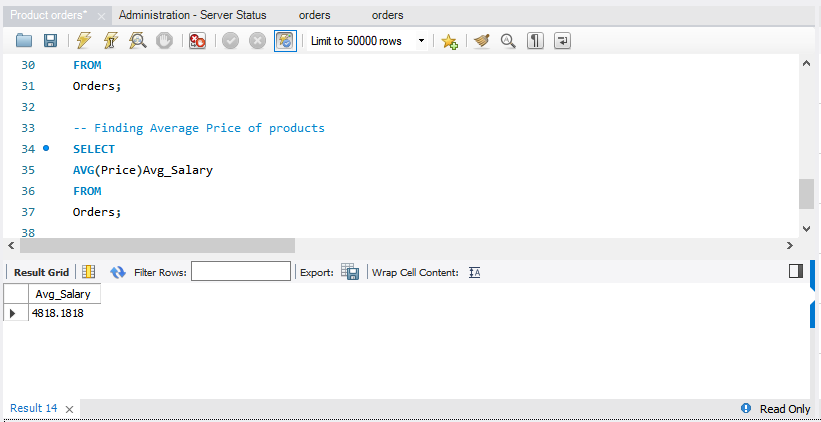 Product orders* × Administration - Server Status orders orders
Limit to 50000 rows
30 FROM
31 Orders;
32
33 -- Finding Average Price of products
34 SELECT
35 AVG(Price)Avg_Salary
36 FROM
37 Orders;
38
Result Grid Filter Rows: Export: Wrap Cell Content:
Avg_Salary
4818.1818
Result 14 × Read Only